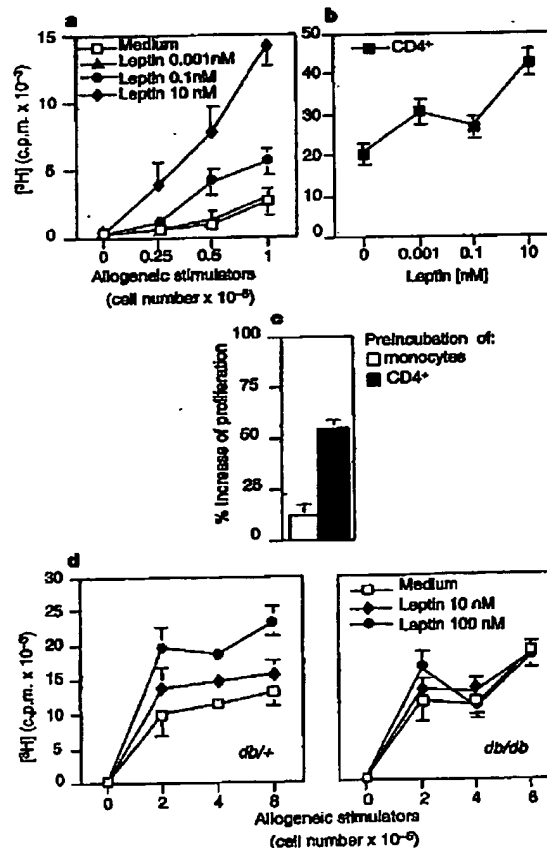 a
Medium
Leptin 0.001nM
Leptin 0.1nM
Leptin 10 nM
15
10
5
0
[³H] (c.p.m. x 10⁻³)
0 0.25 0.5 1
Allogeneic stimulators
(cell number x 10⁻⁵)
b
CD4⁺
50
40
30
20
10
0
0 0.001 0.1 10
Leptin [nM]
c
100
75
50
25
0
% Increase of proliferation
Preincubation of:
monocytes
CD4⁺
d
30
25
20
15
10
5
0
[³H] (c.p.m. x 10⁻³)
db/+
0 2 4 8
Medium
Leptin 10 nM
Leptin 100 nM
db/db
0 2 4 6
Allogeneic stimulators
(cell number x 10⁻⁵)